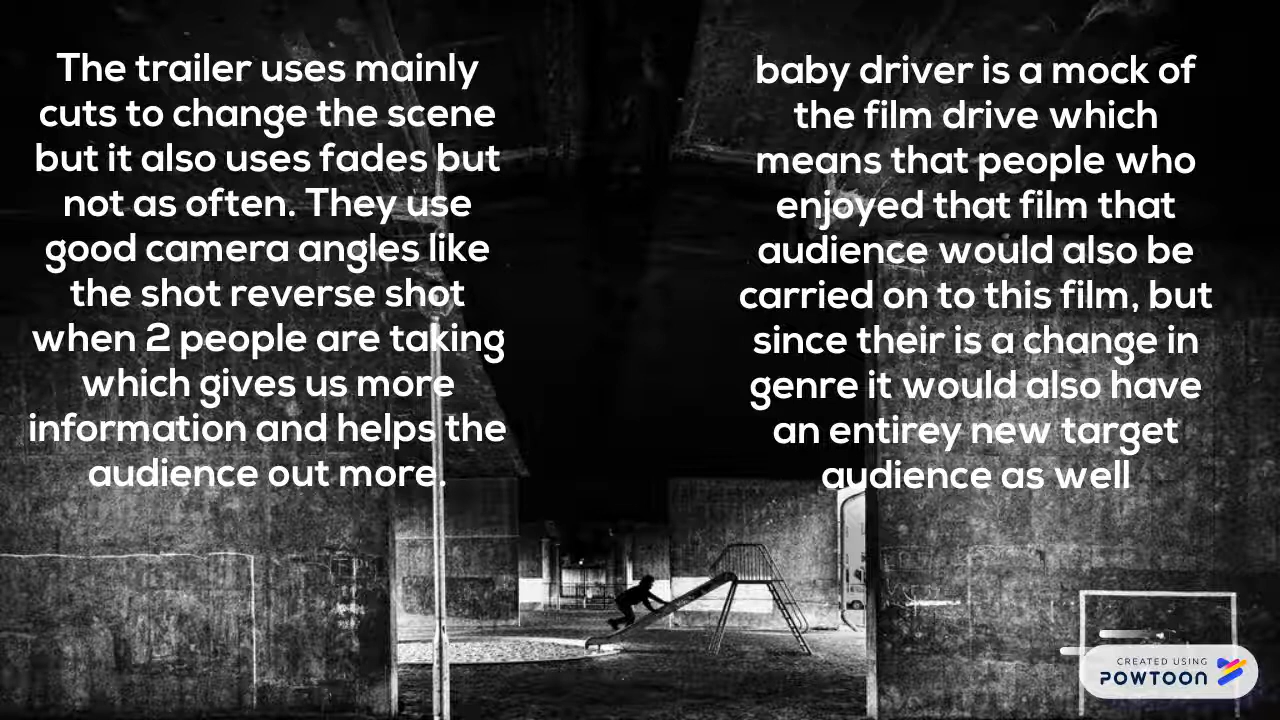 The trailer uses mainly
cuts to change the scene
but it also uses fades but
not as often. They use
good camera angles like
the shot reverse shot
when 2 people are taking
which gives us more
information and helps the
audience out more.
baby driver is a mock of
the film drive which
means that people who
enjoyed that film that
audience would also be
carried on to this film, but
since their is a change in
genre it would also have
an entirey new target
audience as well
CREATED USING
POWTOON